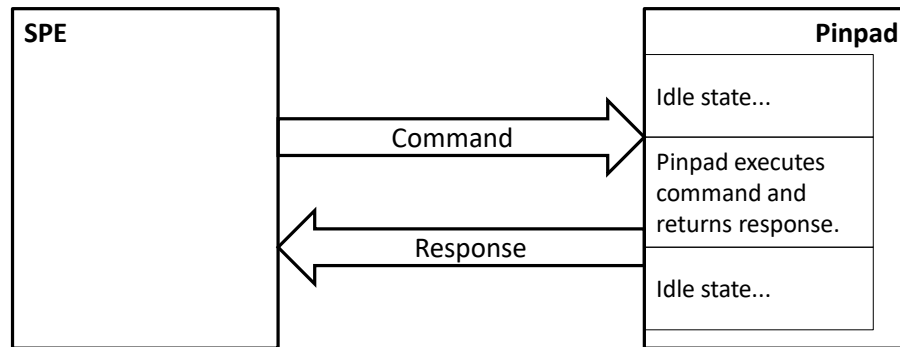 SPE
Pinpad
Idle state...
Command
Pinpad executes
command and
returns response.
Response
Idle state...